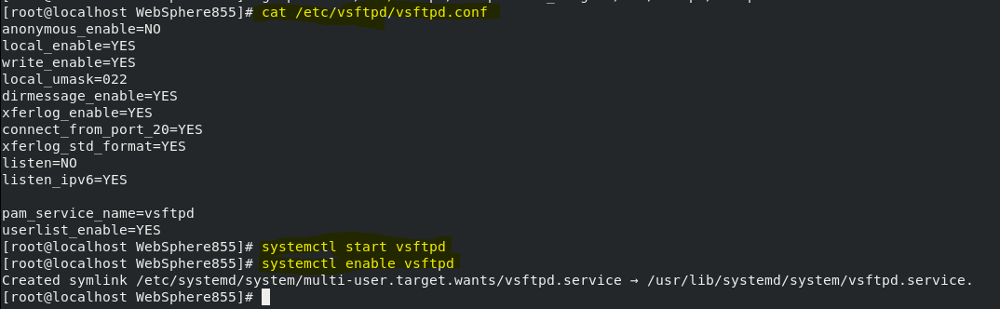 [root@localhost WebSphere855]# cat /etc/vsftpd/vsftpd.conf
anonymous_enable=NO
local_enable=YES
write_enable=YES
local_umask=022
dirmessage_enable=YES
xferlog_enable=YES
connect_from_port_20=YES
xferlog_std_format=YES
listen=NO
listen_ipv6=YES

pam_service_name=vsftpd
userlist_enable=YES
[root@localhost WebSphere855]# systemctl start vsftpd
[root@localhost WebSphere855]# systemctl enable vsftpd
Created symlink /etc/systemd/system/multi-user.target.wants/vsftpd.service → /usr/lib/systemd/system/vsftpd.service.
[root@localhost WebSphere855]#